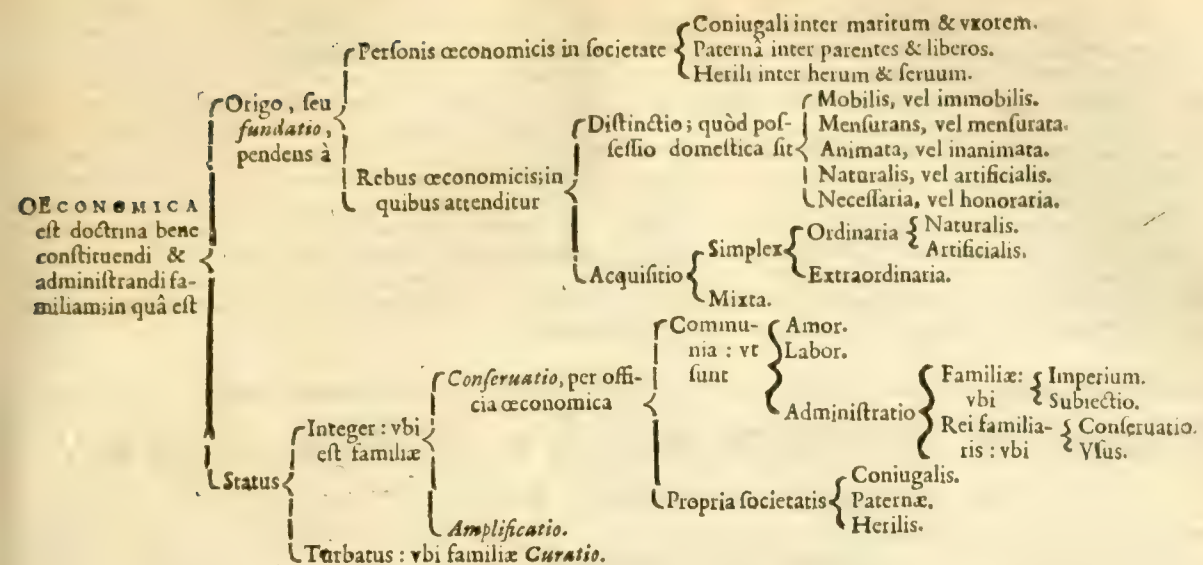 OECONOMICA
eſt doctrina bene
conſtituendi &
adminiſtrandi fa-
miliam; in quâ eſt
Origo, ſeu
fundatio,
pendens à
Perſonis œconomicis in ſocietate
Coniugali inter maritum & vxorem.
Paternâ inter parentes & liberos.
Herili inter herum & ſeruum.
Rebus œconomicis; in
quibus attenditur
Diſtinctio; quòd poſ-
ſeſſio domeſtica ſit
Mobilis, vel immobilis.
Menſurans, vel menſurata.
Animata, vel inanimata.
Naturalis, vel artificialis.
Neceſſaria, vel honoraria.
Acquiſitio
Simplex
Ordinaria
Naturalis.
Artificialis.
Extraordinaria.
Mixta.
Status
Integer: vbi
eſt familiæ
Conſeruatio, per offi-
cia œconomica
Commu-
nia: vt
ſunt
Amor.
Labor.
Adminiſtratio
Familiæ:
vbi
Imperium.
Subiectio.
Rei familia-
ris: vbi
Conſeruatio.
Vſus.
Propria ſocietatis
Coniugalis.
Paternæ.
Herilis.
Amplificatio.
Turbatus: vbi familiæ Curatio.